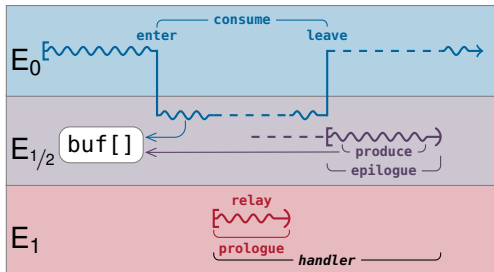 consume
enter leave
E0
E1/2 buf[]
produce
epilogue
relay
E1
prologue
handler